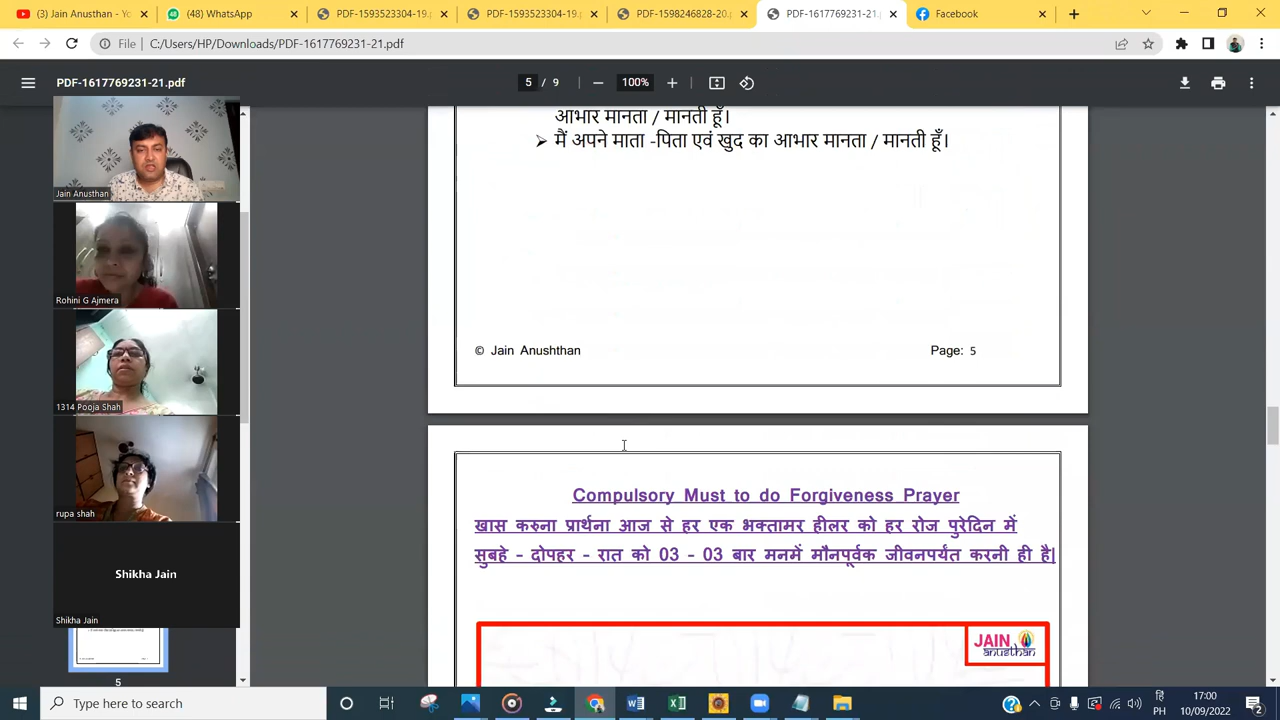 (3) Jain Anusthan - Yo
(48) WhatsApp
PDF-1593523304-19.
PDF-1593523304-19.
PDF-1598246828-20.
PDF-1617769231-21.
Facebook
File
C:/Users/HP/Downloads/PDF-1617769231-21.pdf
PDF-1617769231-21.pdf
5 / 9
100%
Jain Anusthan
Rohini G Ajmera
1314 Pooja Shah
rupa shah
Shikha Jain
Shikha Jain
5
आभार मानता / मानती हूँ।
➢ मैं अपने माता -पिता एवं खुद का आभार मानता / मानती हूँ।
© Jain Anushthan
Page: 5
Compulsory Must to do Forgiveness Prayer
खास करुना प्रार्थना आज से हर एक भक्तामर हीलर को हर रोज पुरेदिन में
सुबहे - दोपहर - रात को 03 - 03 बार मनमें मौनपूर्वक जीवनपर्यंत करनी ही है|
JAIN
anusthan
Type here to search
हि
PH
17:00
10/09/2022
2